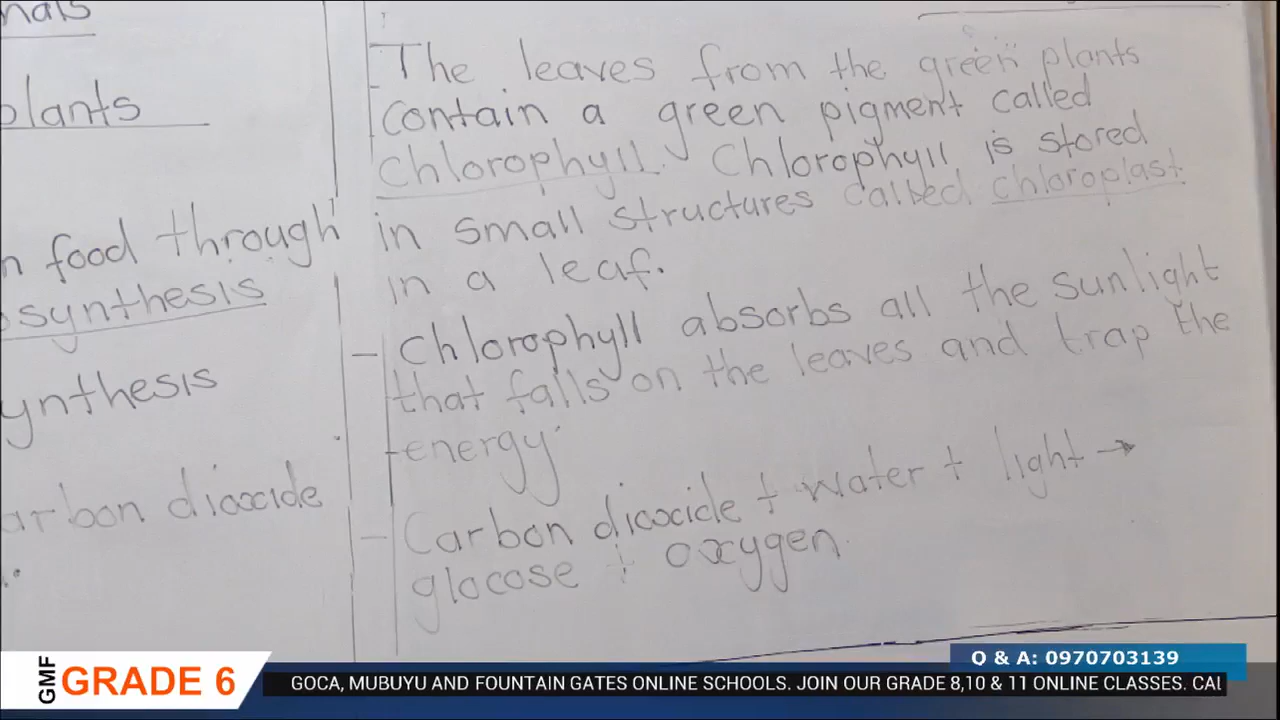 nals
plants
n food through
osynthesis
ynthesis
arbon dioxide
The leaves from the green plants
contain a green pigment called
Chlorophyll. Chlorophyll is stored
in small structures called chloroplast
in a leaf.
- Chlorophyll absorbs all the sunlight
that falls on the leaves and trap the
energy
- Carbon dioxide + water + light →
glocose + oxygen
Q & A: 0970703139
GMF
GRADE 6
GOCA, MUBUYU AND FOUNTAIN GATES ONLINE SCHOOLS. JOIN OUR GRADE 8,10 & 11 ONLINE CLASSES. CAL